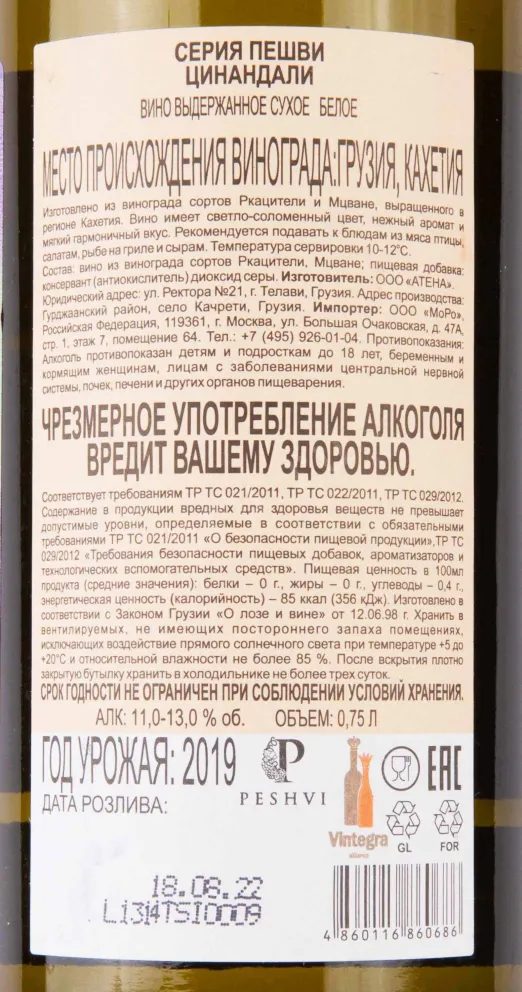 СЕРИЯ ПЕШВИ
ЦИНАНДАЛИ
ВИНО ВЫДЕРЖАННОЕ СУХОЕ БЕЛОЕ
МЕСТО ПРОИСХОЖДЕНИЯ ВИНОГРАДА:ГРУЗИЯ, КАХЕТИЯ
Изготовлено из винограда сортов Ркацители и Мцване, выращенного в
регионе Кахетия. Вино имеет светло-соломенный цвет, нежный аромат и
мягкий гармоничный вкус. Рекомендуется подавать к блюдам из мяса птицы,
салатам, рыбе на гриле и сырам. Температура сервировки 10-12°С.
Состав: вино из винограда сортов Ркацители, Мцване; пищевая добавка:
консервант (антиокислитель) диоксид серы. Изготовитель: ООО «АТЕНА».
Юридический адрес: ул. Ректора №21, г. Телави, Грузия. Адрес производства:
Гурджаанский район, село Качрети, Грузия. Импортер: ООО «МоРо»,
Российская Федерация, 119361, г. Москва, ул. Большая Очаковская, д. 47А,
стр. 1, этаж 7, помещение 64. Тел.: +7 (495) 926-01-04. Противопоказания:
Алкоголь противопоказан детям и подросткам до 18 лет, беременным и
кормящим женщинам, лицам с заболеваниями центральной нервной
системы, почек, печени и других органов пищеварения.
ЧРЕЗМЕРНОЕ УПОТРЕБЛЕНИЕ АЛКОГОЛЯ
ВРЕДИТ ВАШЕМУ ЗДОРОВЬЮ.
Соответствует требованиям ТР ТС 021/2011, ТР ТС 022/2011, ТР ТС 029/2012.
Содержание в продукции вредных для здоровья веществ не превышает
допустимые уровни, определяемые в соответствии с обязательными
требованиями ТР ТС 021/2011 «О безопасности пищевой продукции»,ТР ТС
029/2012 «Требования безопасности пищевых добавок, ароматизаторов и
технологических вспомогательных средств». Пищевая ценность в 100мл
продукта (средние значения): белки – 0 г., жиры – 0 г., углеводы – 0,4 г.,
энергетическая ценность (калорийность) – 85 ккал (356 кДж). Изготовлено в
соответствии с Законом Грузии «О лозе и вине» от 12.06.98 г. Хранить в
вентилируемых, не имеющих постороннего запаха помещениях,
исключающих воздействие прямого солнечного света при температуре +5 до
+20°С и относительной влажности не более 85 %. После вскрытия плотно
закрытую бутылку хранить в холодильнике не более трех суток.
СРОК ГОДНОСТИ НЕ ОГРАНИЧЕН ПРИ СОБЛЮДЕНИИ УСЛОВИЙ ХРАНЕНИЯ.
АЛК: 11,0-13,0 % об. ОБЪЕМ: 0,75 Л
ГОД УРОЖАЯ: 2019
ДАТА РОЗЛИВА:
P
PESHVI
Vintegra
alliance
EAC
GL
FOR
18.08.22
L1314TSI0009
4 860116 860686